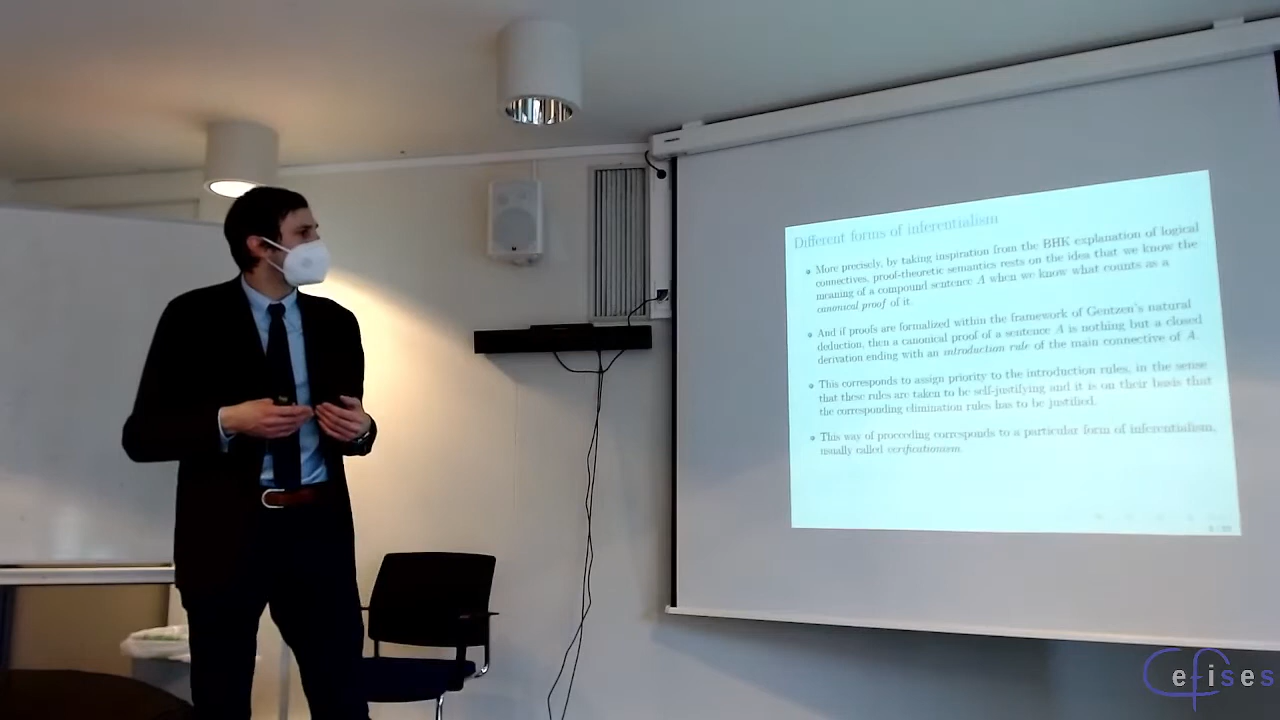 Different forms of inferentialism
More precisely, by taking inspiration from the BHK explanation of logical
connectives, proof-theoretic semantics rests on the idea that we know the
meaning of a compound sentence A when we know what counts as a
canonical proof of it.
And if proofs are formalized within the framework of Gentzen's natural
deduction, then a canonical proof of a sentence A is nothing but a closed
derivation ending with an introduction rule of the main connective of A.
This corresponds to assign priority to the introduction rules, in the sense
that these rules are taken to be self-justifying and it is on their basis that
the corresponding elimination rules has to be justified.
This way of proceeding corresponds to a particular form of inferentialism,
usually called verificationism.
Cefises